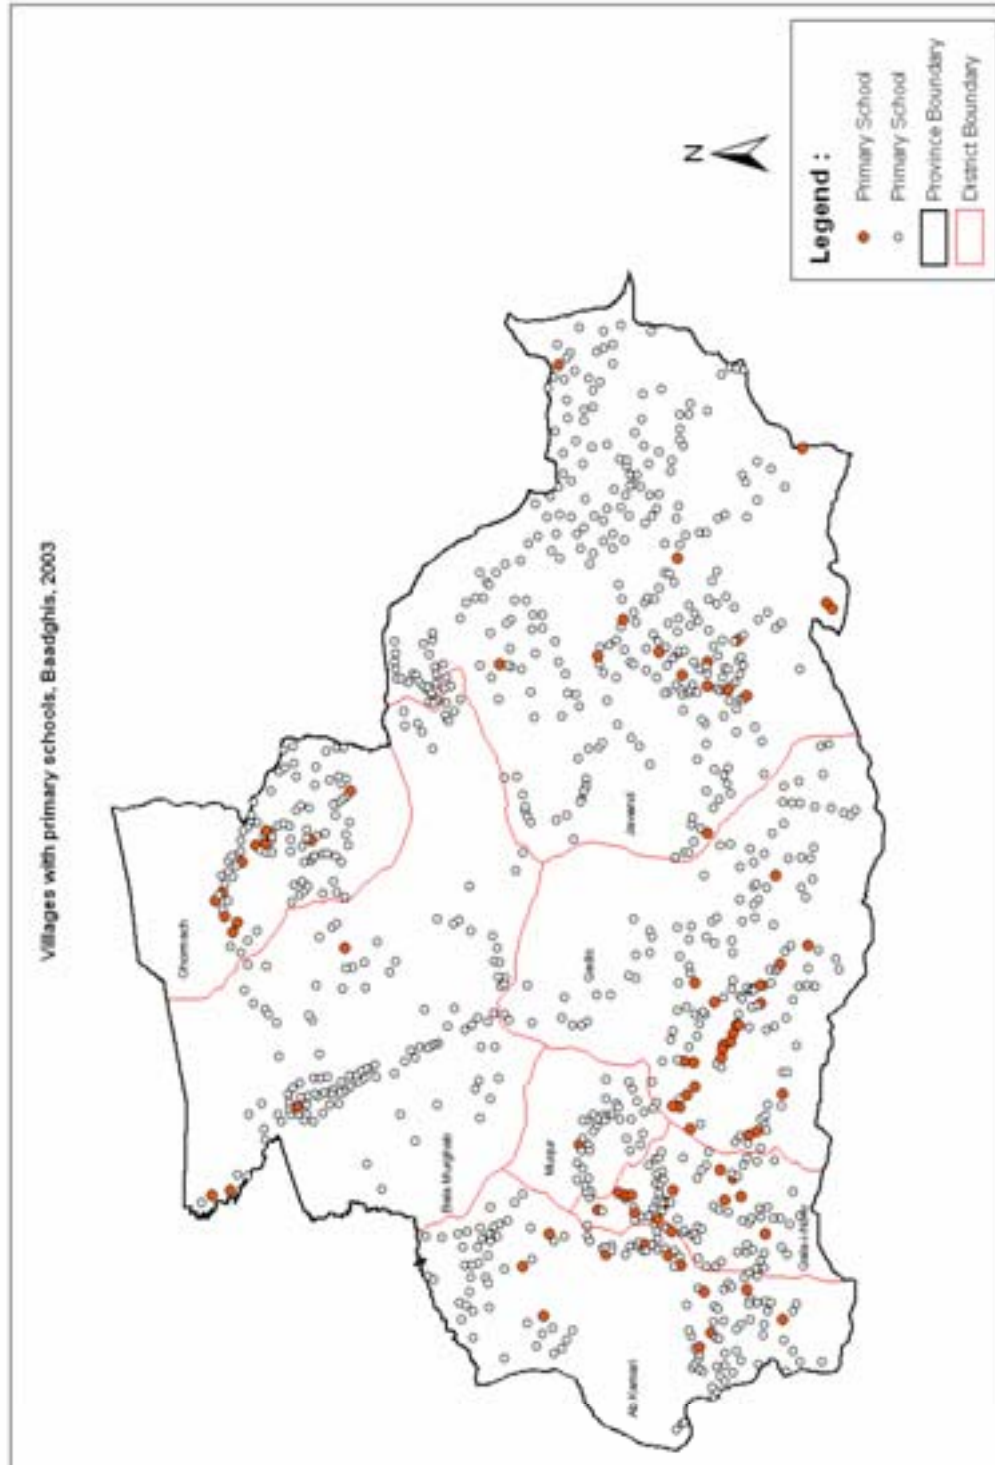 Villages with primary schools, Baadghis, 2003
N
Legend :
Primary School
Primary School
Province Boundary
District Boundary
Ghormach
Bala Murghab
Muqur
Qadis
Jawand
Ab Kamari
Qala-i-Naw